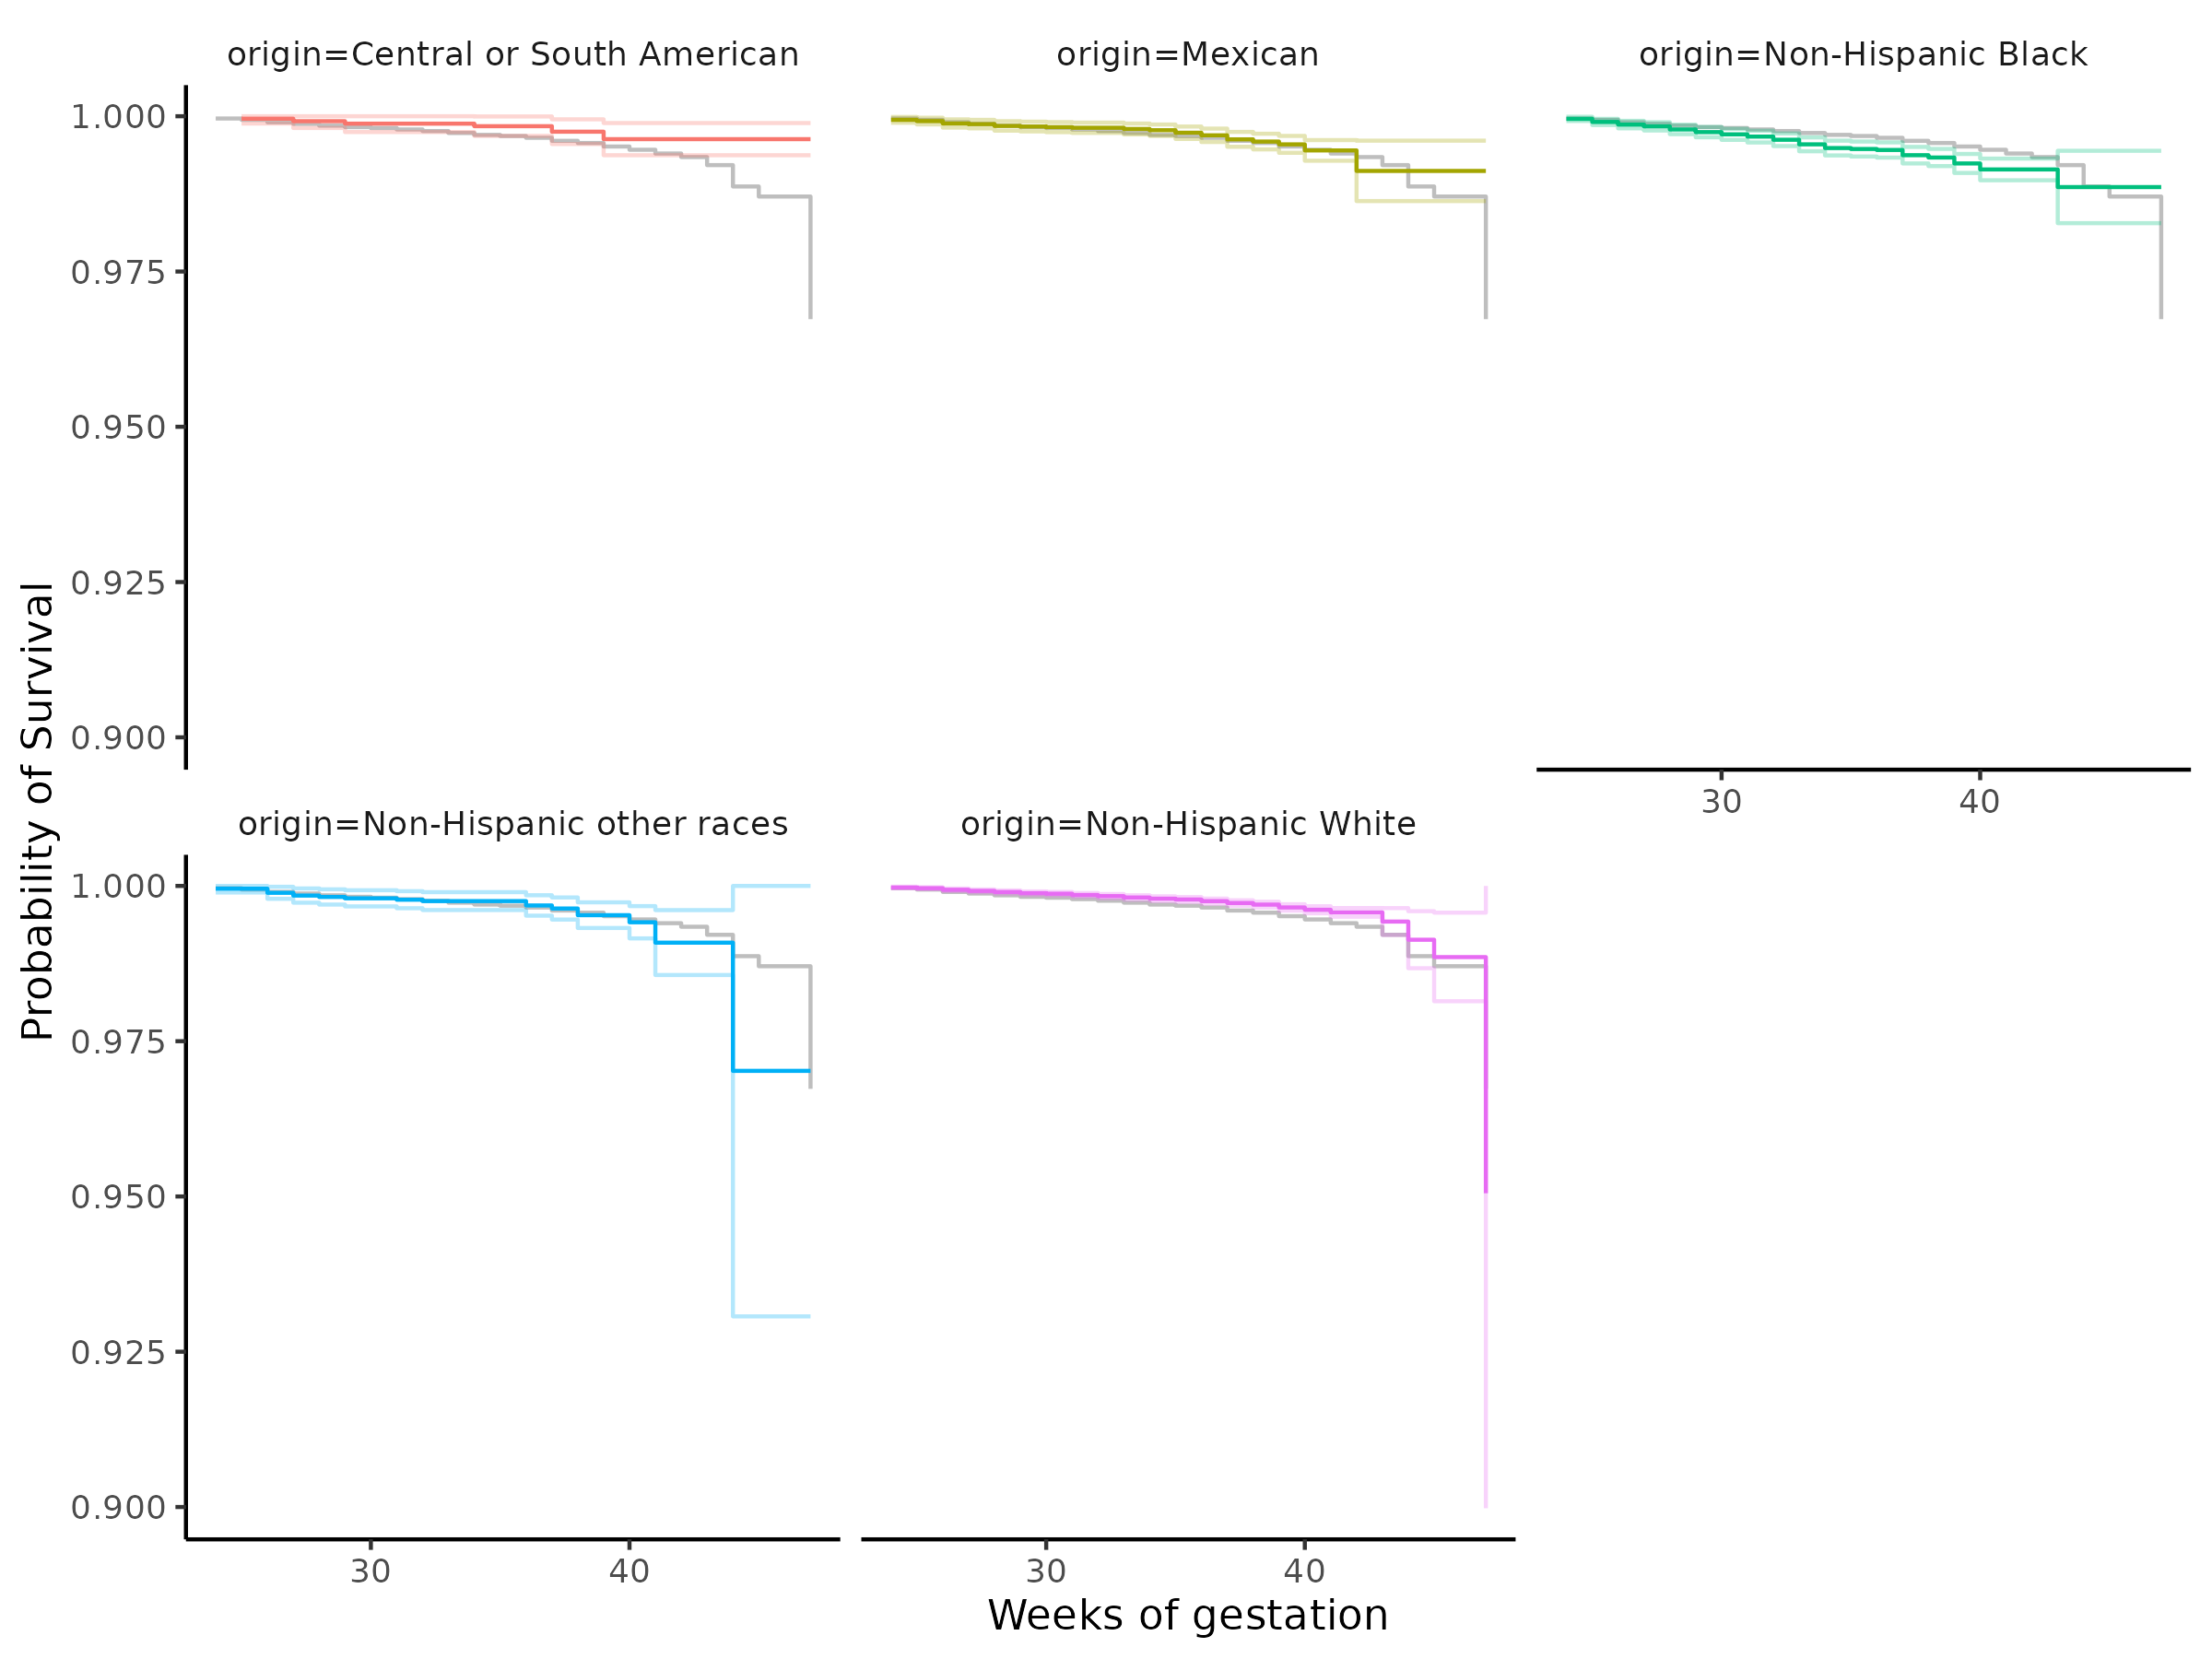 origin=Central or South American
origin=Mexican
origin=Non-Hispanic Black
1.000
0.975
0.950
0.925
0.900
30
40
origin=Non-Hispanic other races
origin=Non-Hispanic White
1.000
0.975
0.950
0.925
0.900
30
40
30
40
Probability of Survival
Weeks of gestation